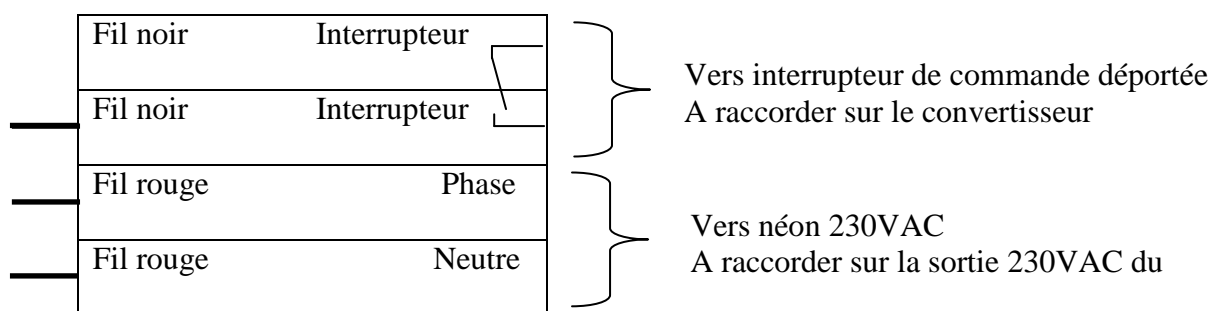 Fil noir Interrupteur
Vers interrupteur de commande déportée
Fil noir Interrupteur
A raccorder sur le convertisseur
Fil rouge Phase
Vers néon 230VAC
Fil rouge Neutre
A raccorder sur la sortie 230VAC du